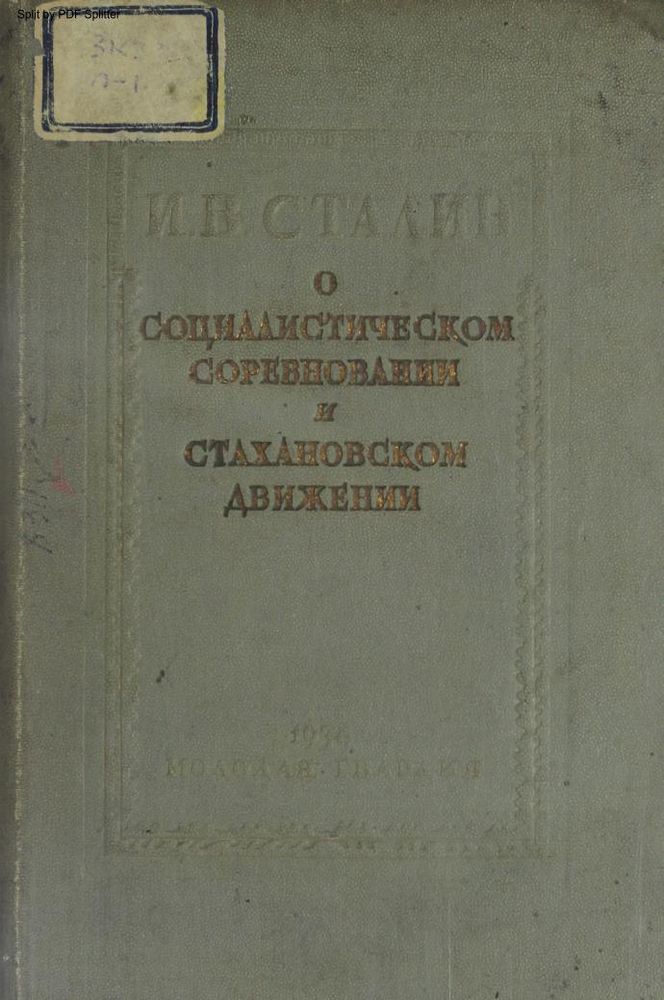 Split by PDF Splitter
И. В. СТАЛИН
О
СОЦИАЛИСТИЧЕСКОМ
СОРЕВНОВАНИИ
И
СТАХАНОВСКОМ
ДВИЖЕНИИ
МОЛОДАЯ ГВАРДИЯ